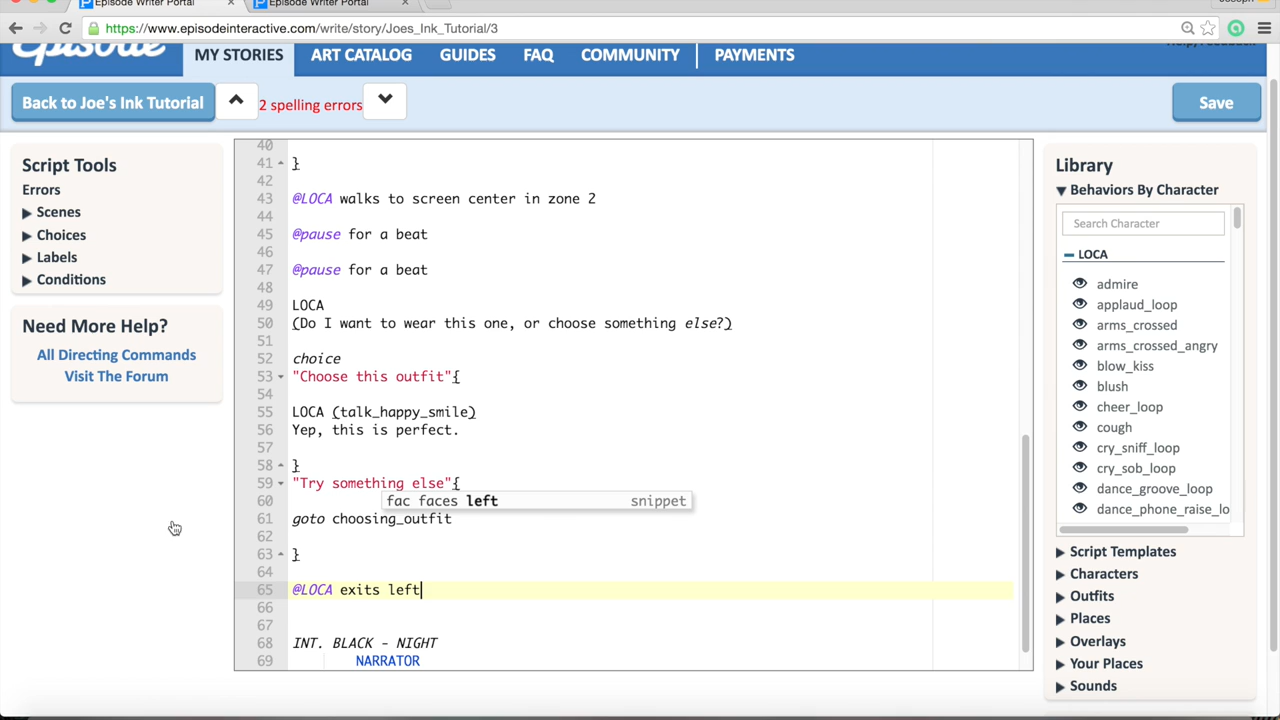 Episode Writer Portal
Episode Writer Portal
https://www.episodeinteractive.com/write/story/Joes_Ink_Tutorial/3
Episode
MY STORIES
ART CATALOG
GUIDES
FAQ
COMMUNITY
PAYMENTS
Help/Feedback
Back to Joe's Ink Tutorial
2 spelling errors
Save
Script Tools
Errors
Scenes
Choices
Labels
Conditions
Need More Help?
All Directing Commands
Visit The Forum
40
41 }
42
43 @LOCA walks to screen center in zone 2
44
45 @pause for a beat
46
47 @pause for a beat
48
49 LOCA
50 (Do I want to wear this one, or choose something else?)
51
52 choice
53 "Choose this outfit"{
54
55 LOCA (talk_happy_smile)
56 Yep, this is perfect.
57
58 }
59 "Try something else"{
60
fac faces left snippet
61 goto choosing_outfit
62
63 }
64
65 @LOCA exits left
66
67
68 INT. BLACK - NIGHT
69 NARRATOR
Library
Behaviors By Character
Search Character
LOCA
admire
applaud_loop
arms_crossed
arms_crossed_angry
blow_kiss
blush
cheer_loop
cough
cry_sniff_loop
cry_sob_loop
dance_groove_loop
dance_phone_raise_lo
Script Templates
Characters
Outfits
Places
Overlays
Your Places
Sounds